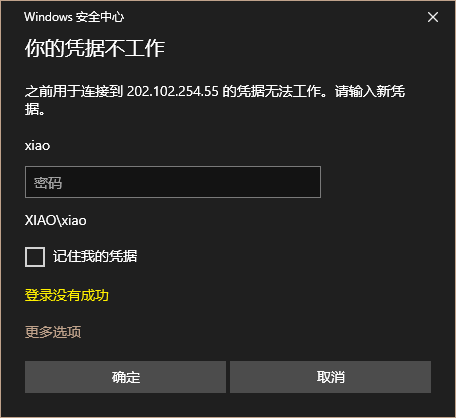 Windows 安全中心
你的凭据不工作
之前用于连接到 202.102.254.55 的凭据无法工作。请输入新凭
据。
xiao
密码
XIAO\xiao
记住我的凭据
登录没有成功
更多选项
确定
取消